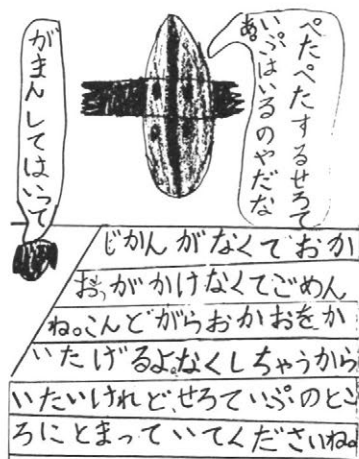 ぺたぺたするせろて
いぷはいるのやだな
あ。
がまんしてはいって
じかんがなくておか
おがかけなくてごめん
ね。こんどがらおかおをか
いたげるよ。なくしちゃうから
いたいけれど、せろていぷのとこ
ろにとまっていてくださいね。